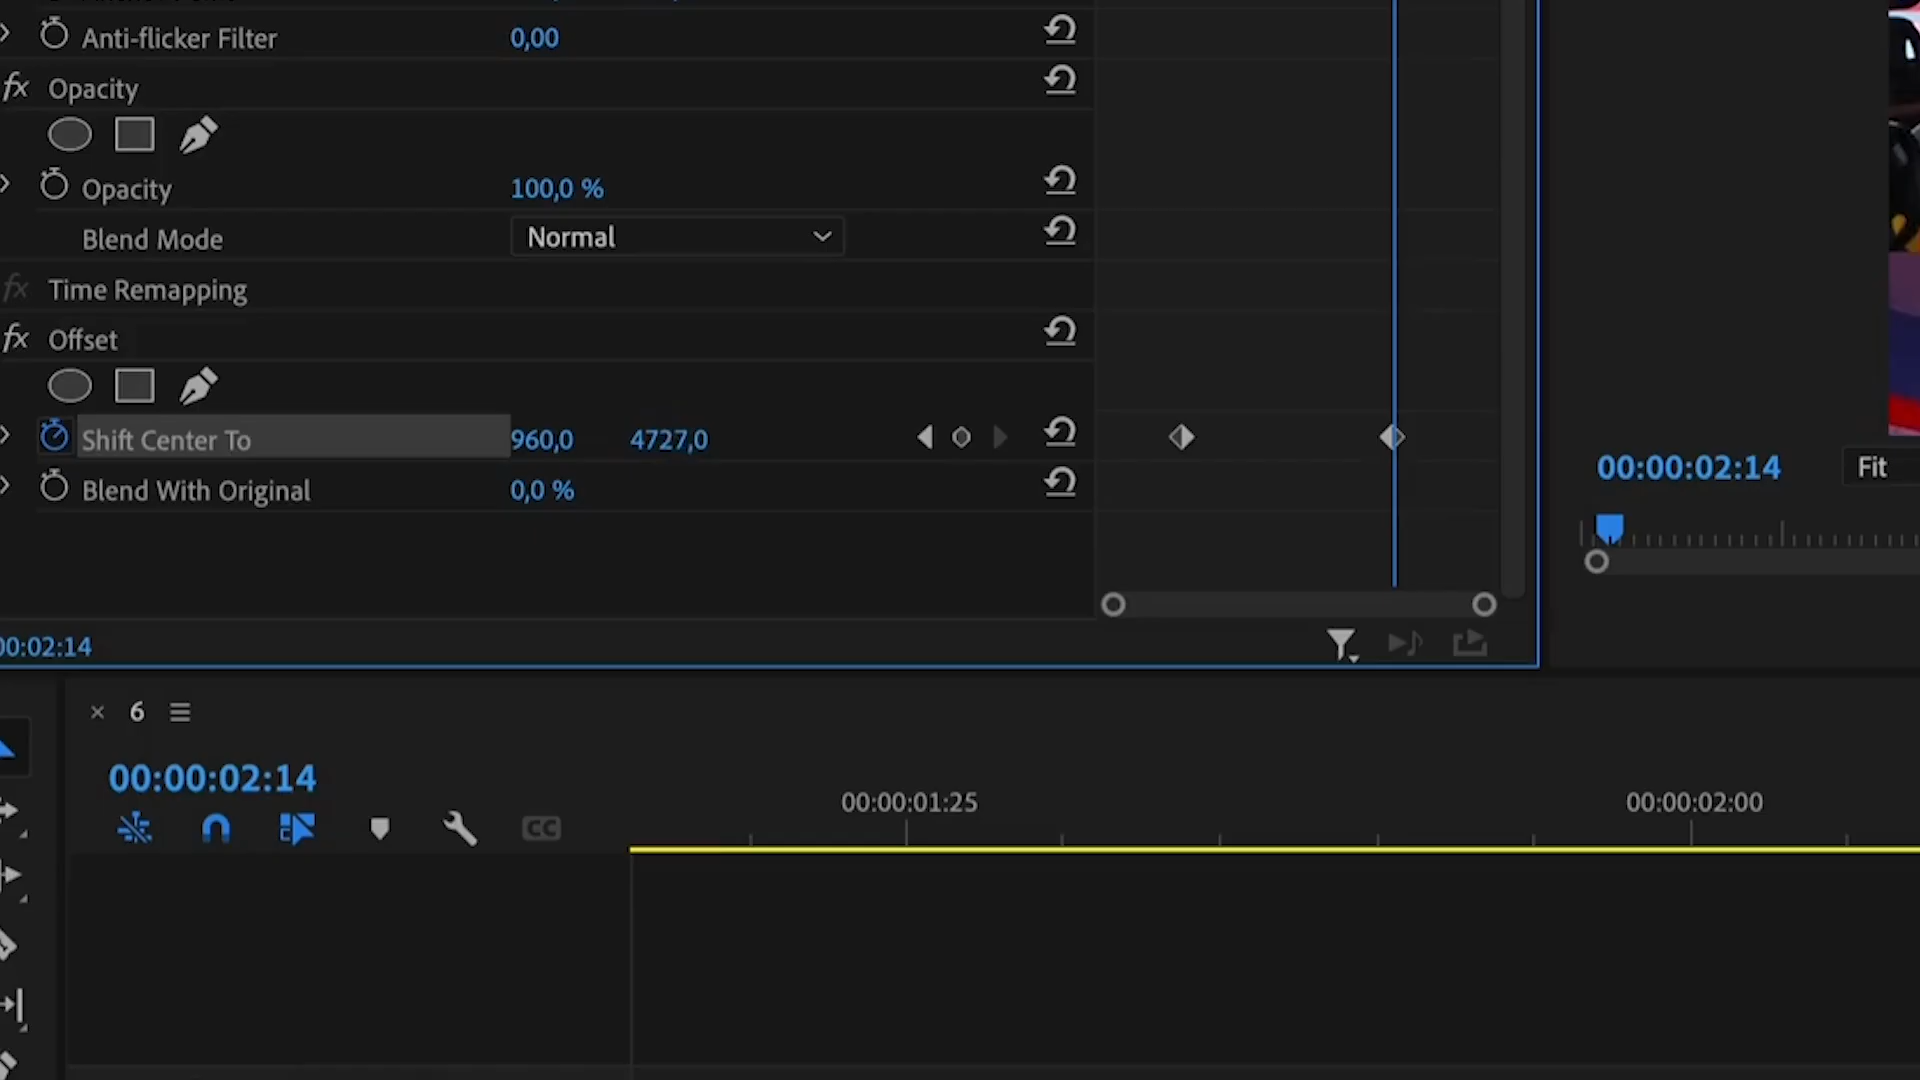 Anti-flicker Filter 0,00
fx Opacity
Opacity 100,0 %
Blend Mode Normal
fx Time Remapping
fx Offset
Shift Center To 960,0 4727,0
Blend With Original 0,0 %
00:00:02:14 Fit
00:02:14
× 6
00:00:02:14
00:00:01:25 00:00:02:00
CC